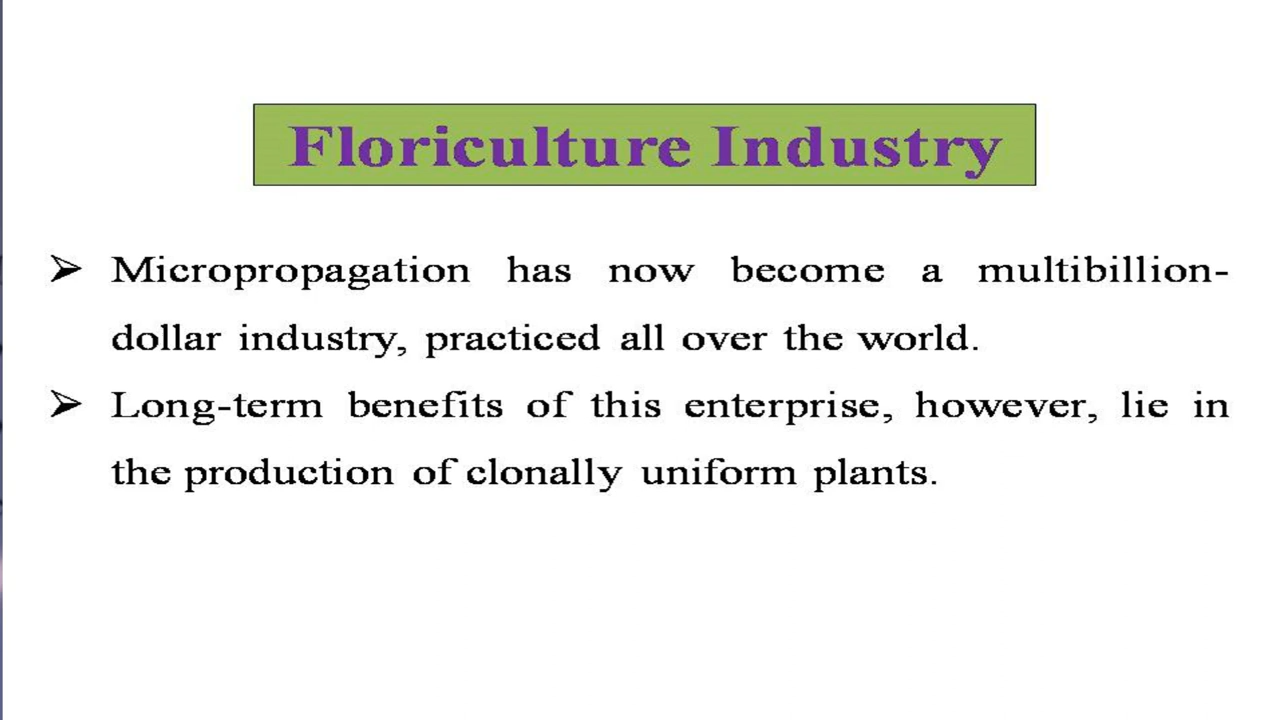 Floriculture Industry
➢ Micropropagation has now become a multibillion-
dollar industry, practiced all over the world.
➢ Long-term benefits of this enterprise, however, lie in
the production of clonally uniform plants.